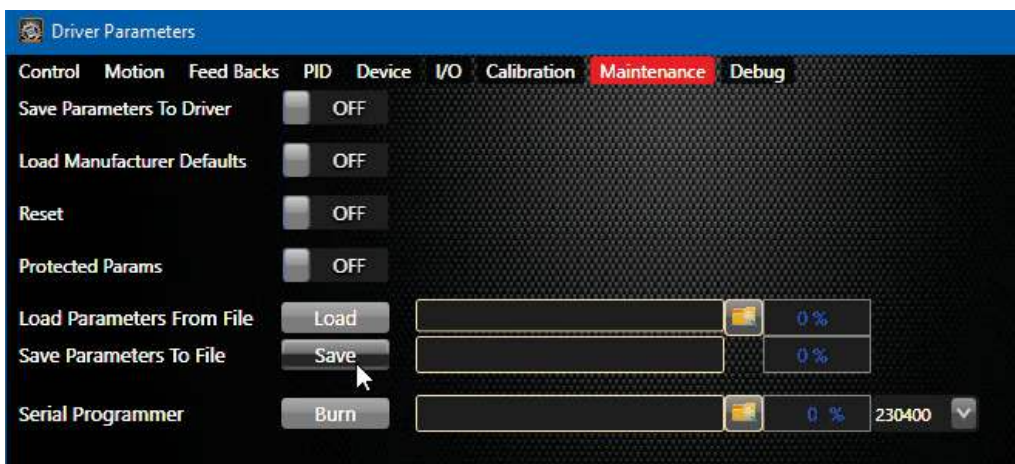 Driver Parameters
Control Motion Feed Backs PID Device I/O Calibration Maintenance Debug
Save Parameters To Driver OFF
Load Manufacturer Defaults OFF
Reset OFF
Protected Params OFF
Load Parameters From File Load 0 %
Save Parameters To File Save 0 %
Serial Programmer Burn 0 % 230400